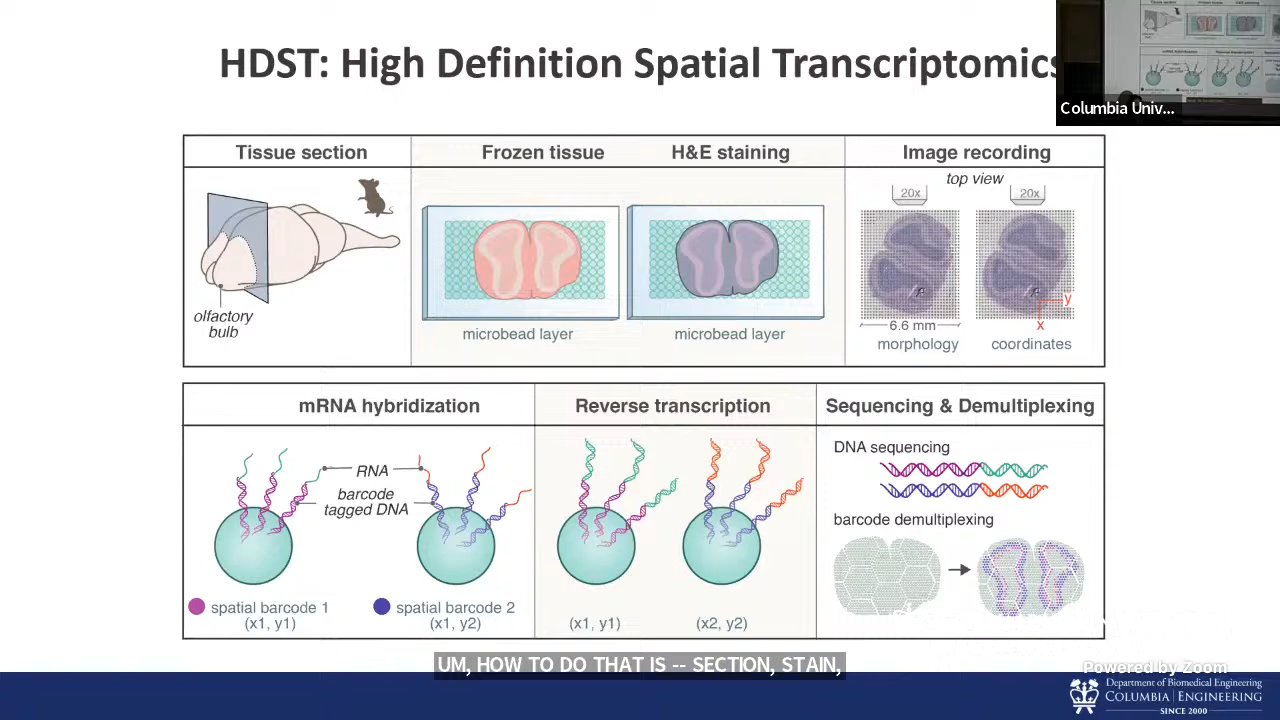 HDST: High Definition Spatial Transcriptomics
Columbia Univ...
Tissue section
Frozen tissue
H&E staining
Image recording
top view
20x
20x
olfactory
bulb
microbead layer
microbead layer
6.6 mm
morphology
y
x
coordinates
mRNA hybridization
Reverse transcription
Sequencing & Demultiplexing
RNA
barcode
tagged DNA
spatial barcode 1
(x1, y1)
spatial barcode 2
(x1, y2)
(x1, y1)
(x2, y2)
DNA sequencing
barcode demultiplexing
UM, HOW TO DO THAT IS -- SECTION, STAIN,
Powered by Zoom
Department of Biomedical Engineering
COLUMBIA | ENGINEERING
SINCE 2000